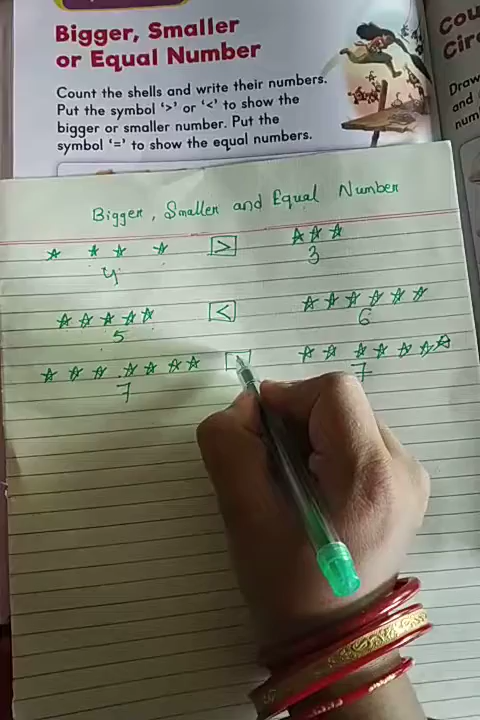 Bigger, Smaller
or Equal Number
Count the shells and write their numbers.
Put the symbol ‘>’ or ‘<’ to show the
bigger or smaller number. Put the
symbol ‘=’ to show the equal numbers.
Cou
Circ
Draw
and
num
Bigger, Smaller and Equal Number
>
4 3
<
5 6
7 7